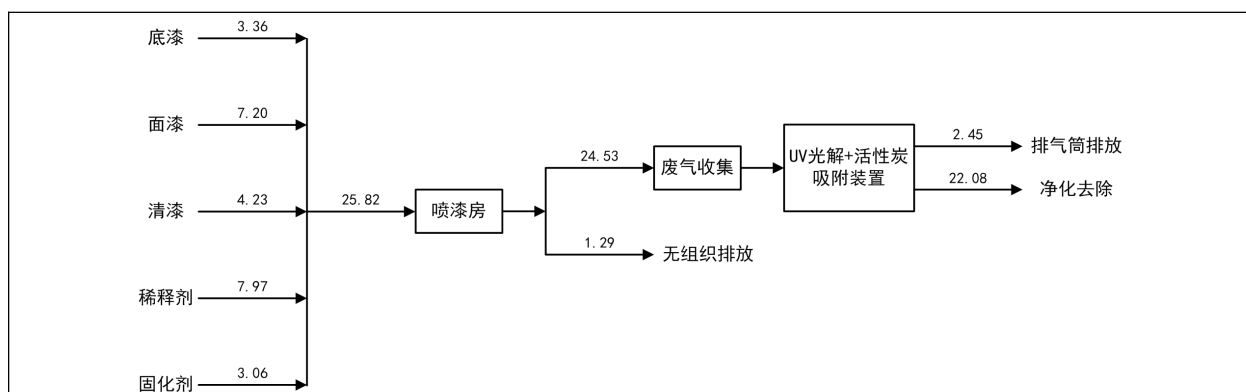 底漆
3.36
面漆
7.20
清漆
4.23
稀释剂
7.97
固化剂
3.06
25.82
喷漆房
24.53
废气收集
1.29
无组织排放
UV光解+活性炭
吸附装置
2.45
排气筒排放
22.08
净化去除